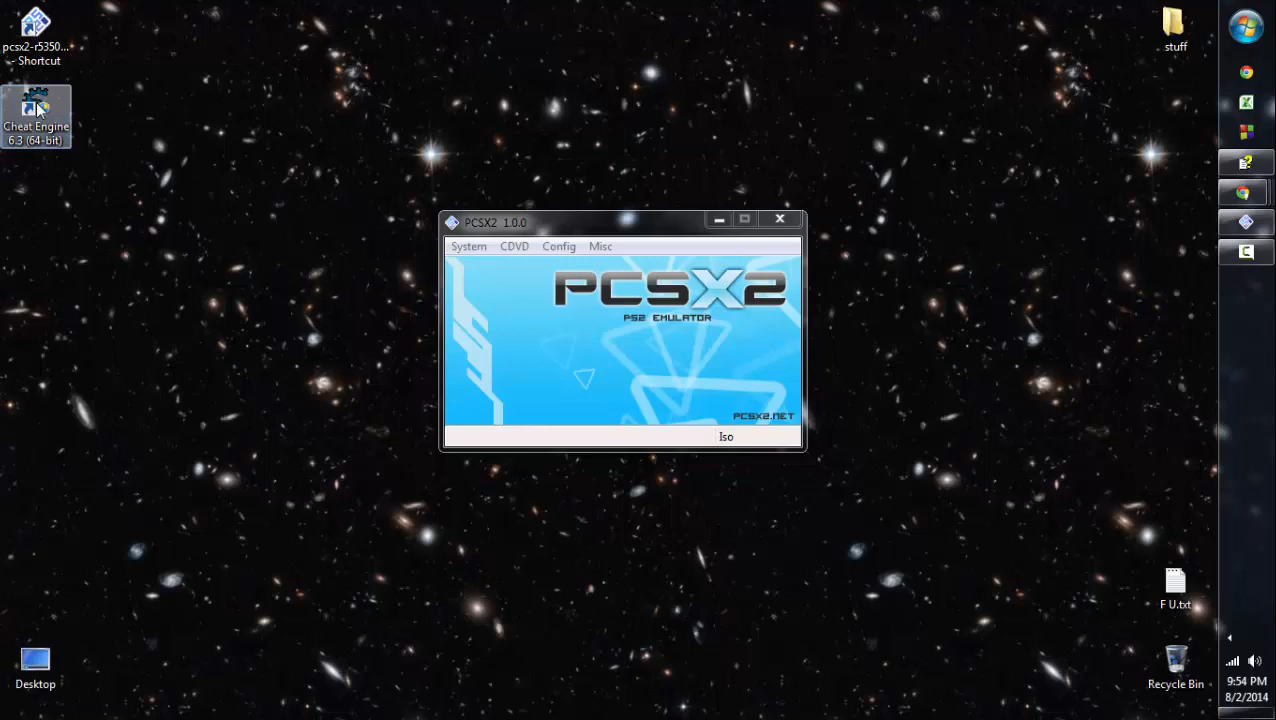 pcsx2-r5350...
- Shortcut
Cheat Engine
6.3 (64-bit)
Desktop
PCSX2 1.0.0
System CDVD Config Misc
PCSX2
PS2 EMULATOR
PCSX2.NET
Iso
stuff
F U.txt
Recycle Bin
9:54 PM
8/2/2014